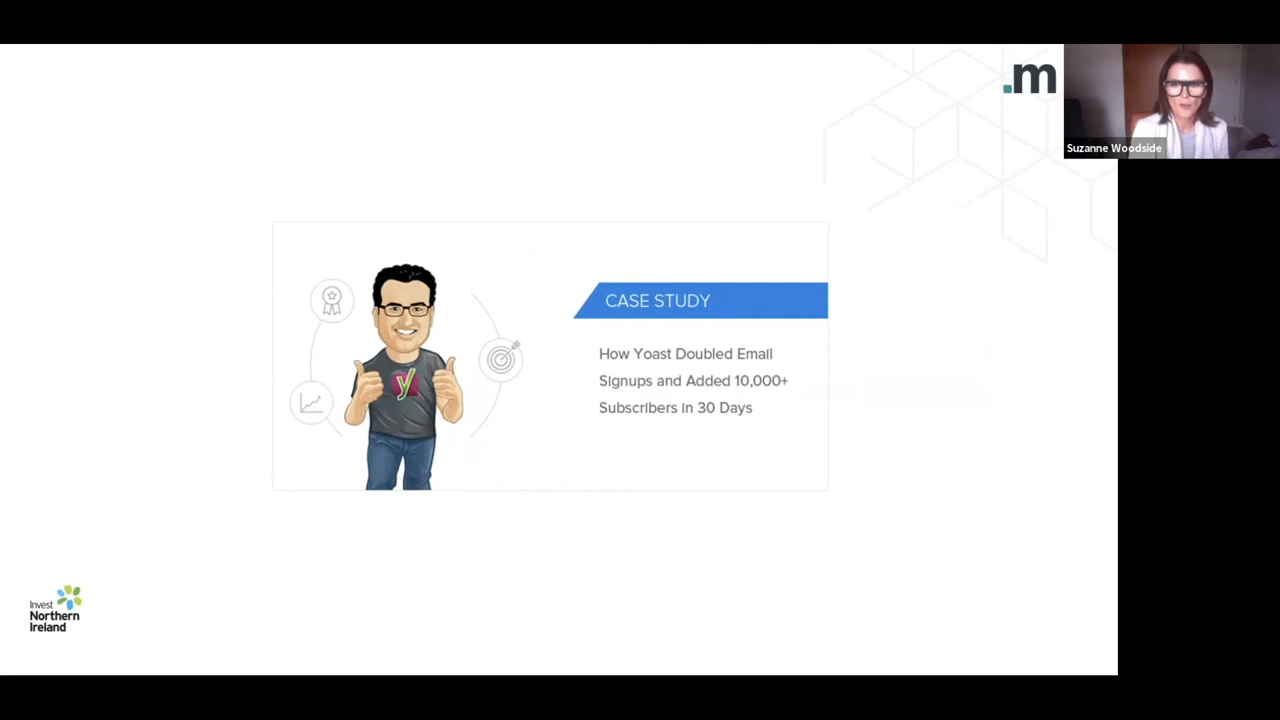 .m
Suzanne Woodside
CASE STUDY
How Yoast Doubled Email
Signups and Added 10,000+
Subscribers in 30 Days
y
Invest
Northern
Ireland